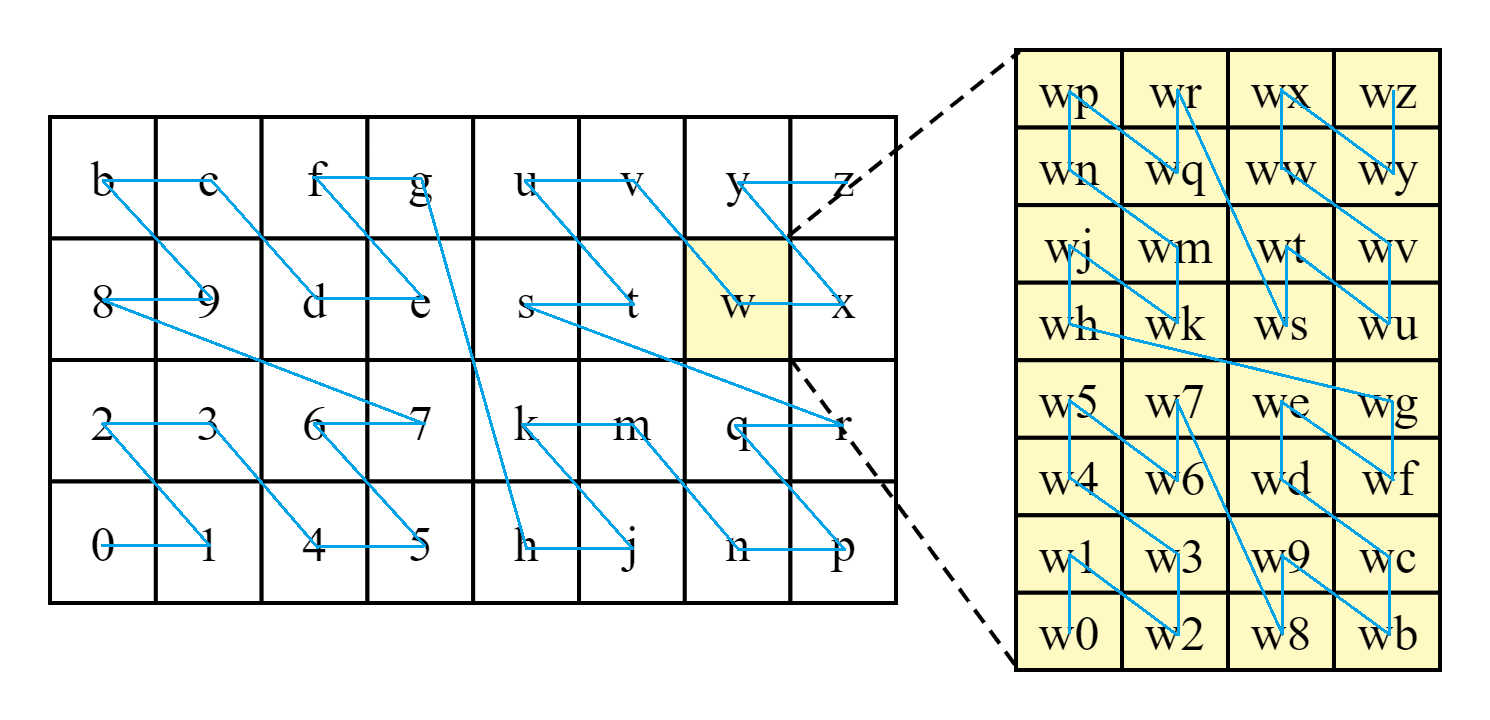 b c f g u v y z
8 9 d e s t w x
2 3 6 7 k m q r
0 1 4 5 h j n p
wp wr wx wz
wn wq ww wy
wj wm wt wv
wh wk ws wu
w5 w7 we wg
w4 w6 wd wf
w1 w3 w9 wc
w0 w2 w8 wb